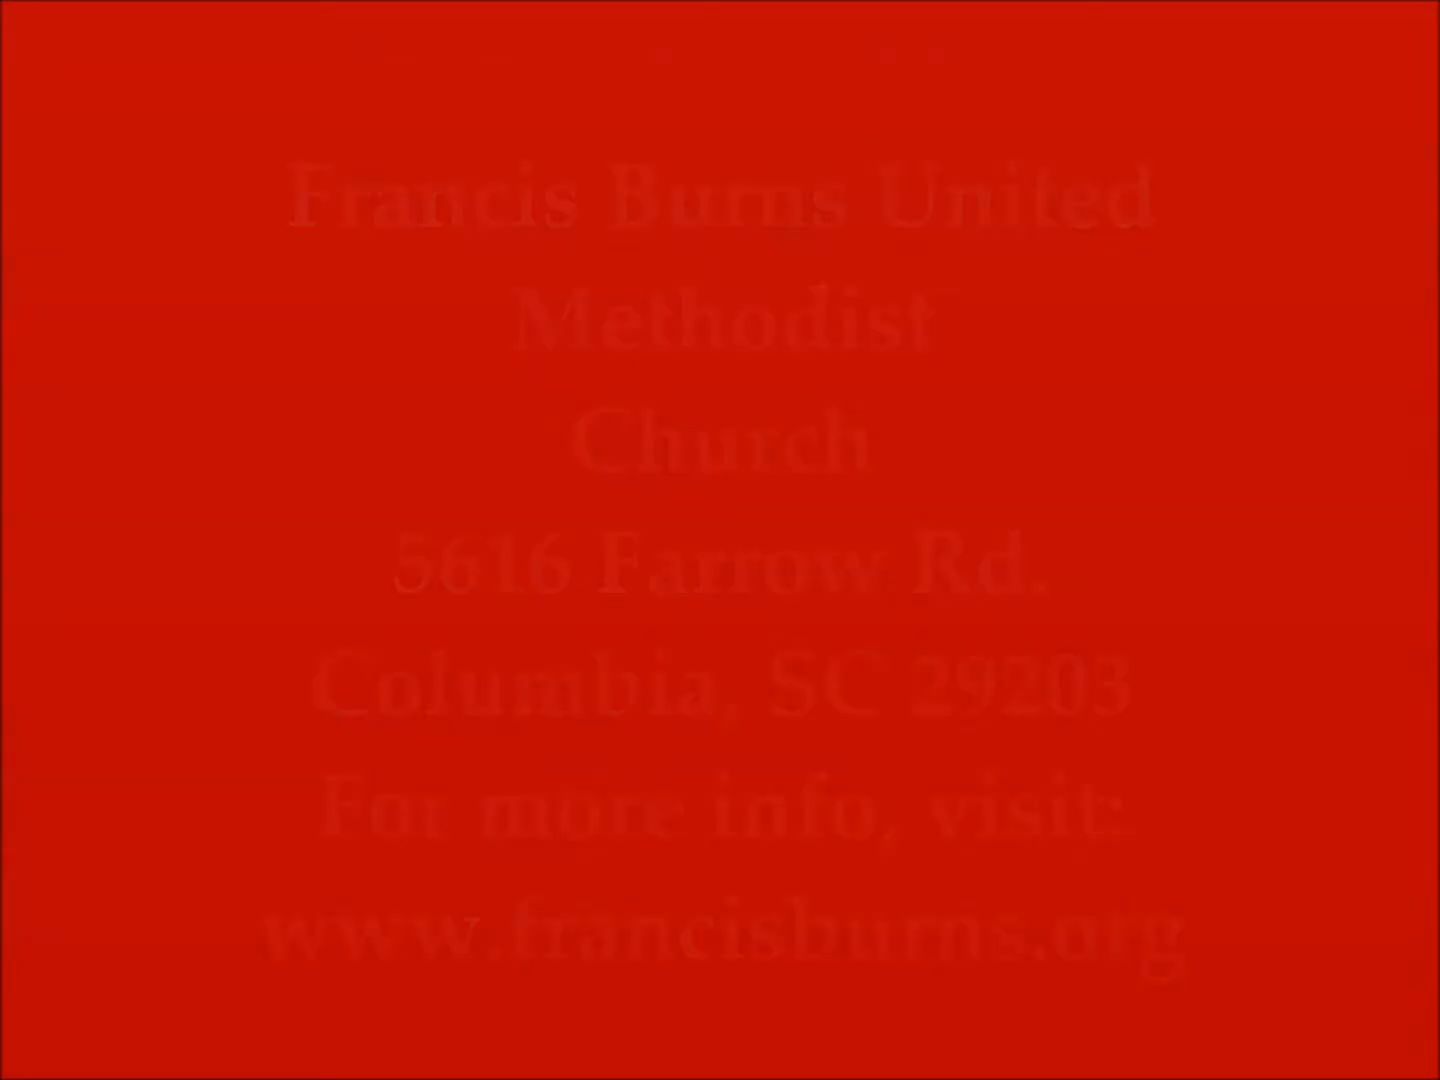 Francis Burns United
Methodist
Church
5616 Farrow Rd.
Columbia, SC 29203
For more info, visit:
www.francisburns.org